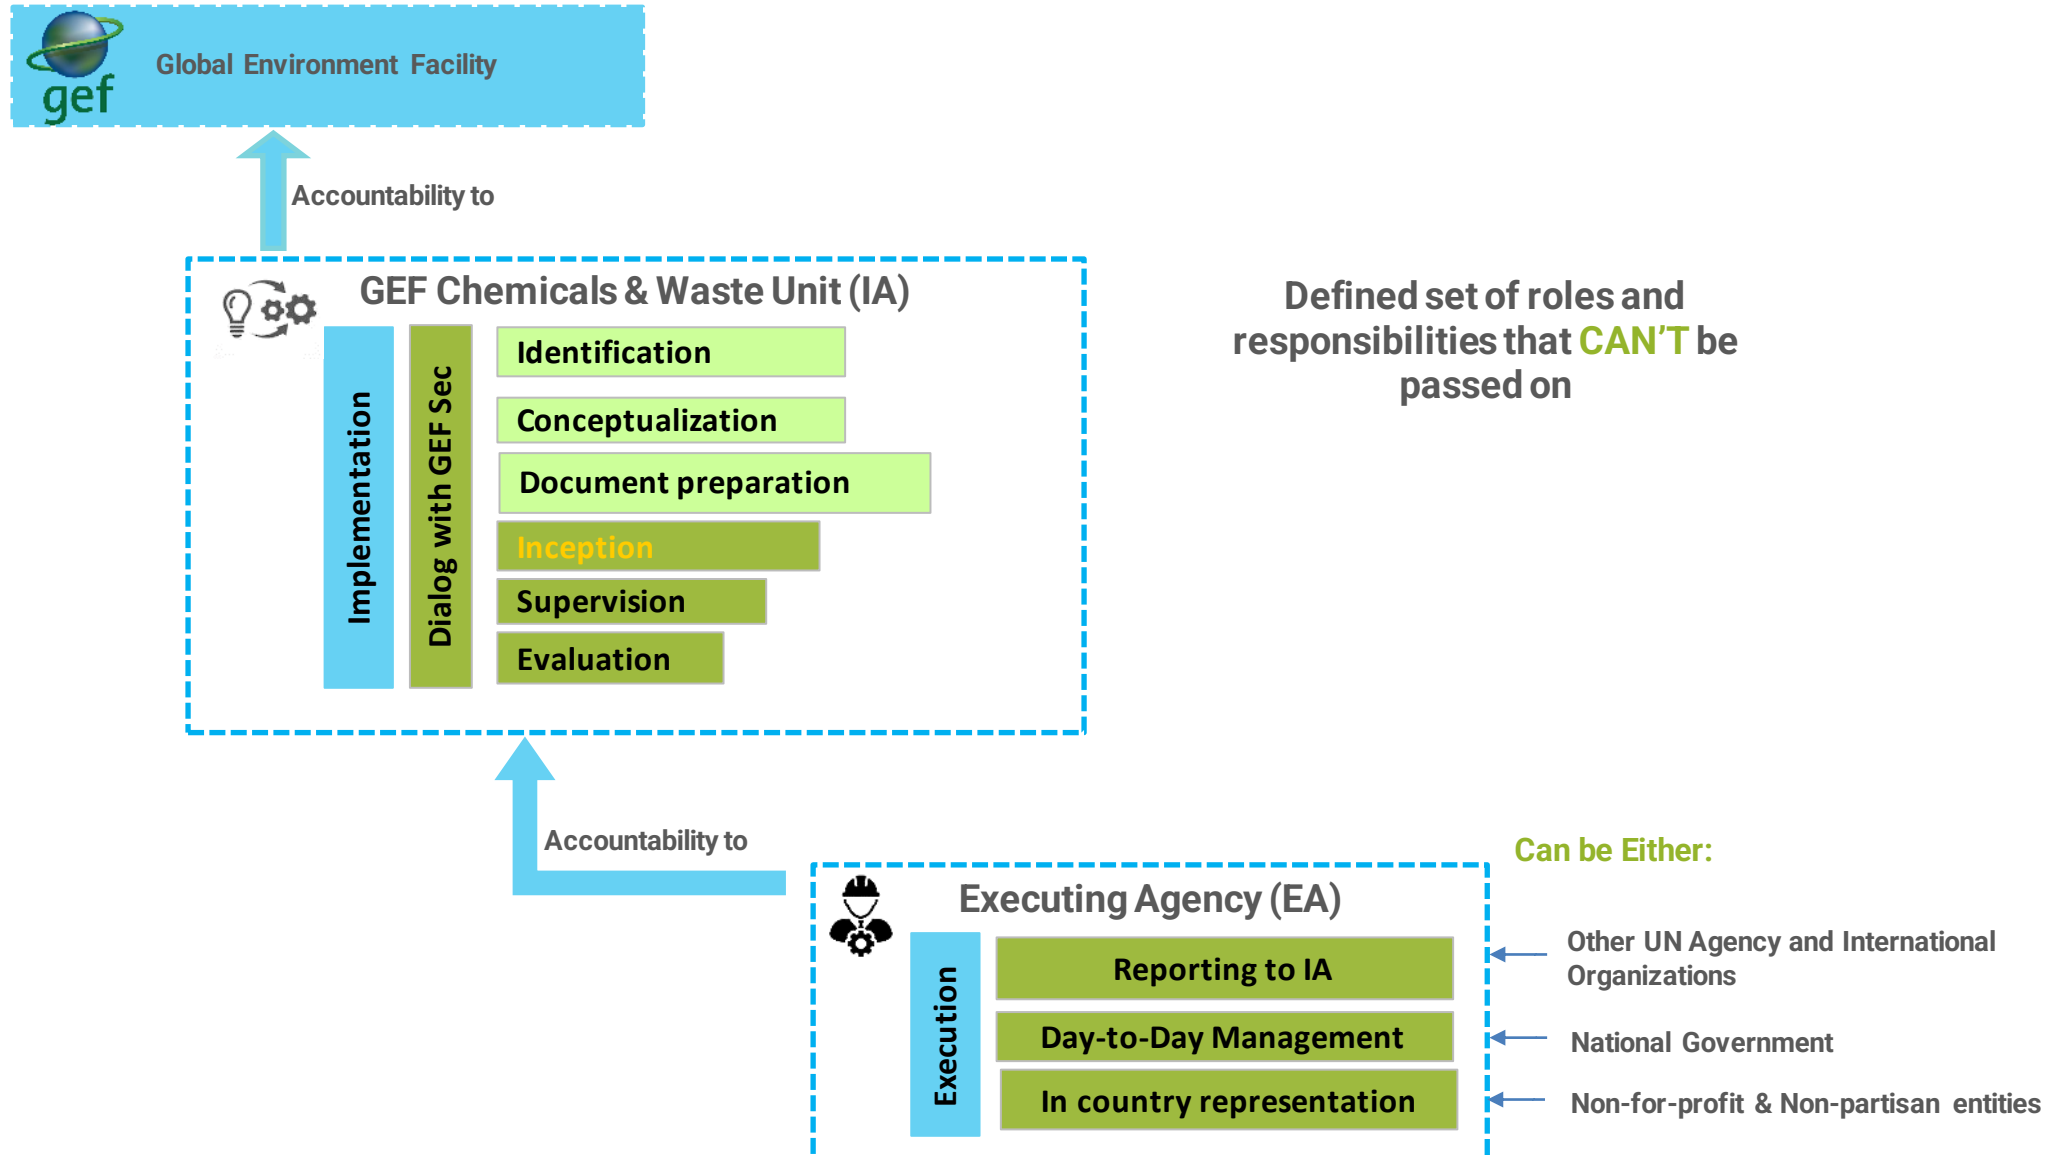 gef
Global Environment Facility
Accountability to
GEF Chemicals & Waste Unit (IA)
Implementation
Dialog with GEF Sec
Identification
Conceptualization
Document preparation
Inception
Supervision
Evaluation
Defined set of roles and
responsibilities that CAN'T be
passed on
Accountability to
Executing Agency (EA)
Execution
Reporting to IA
Day-to-Day Management
In country representation
Can be Either:
Other UN Agency and International
Organizations
National Government
Non-for-profit & Non-partisan entities